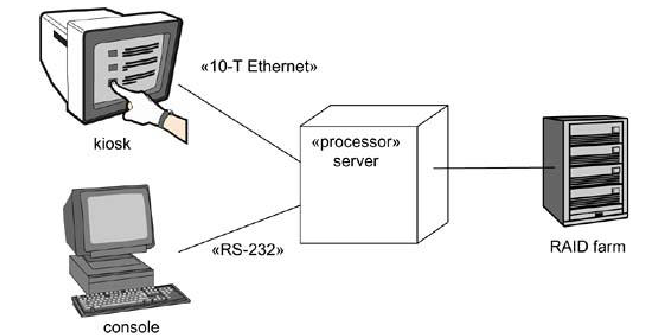 «10-T Ethernet»
kiosk
«processor»
server
«RS-232»
RAID farm
console